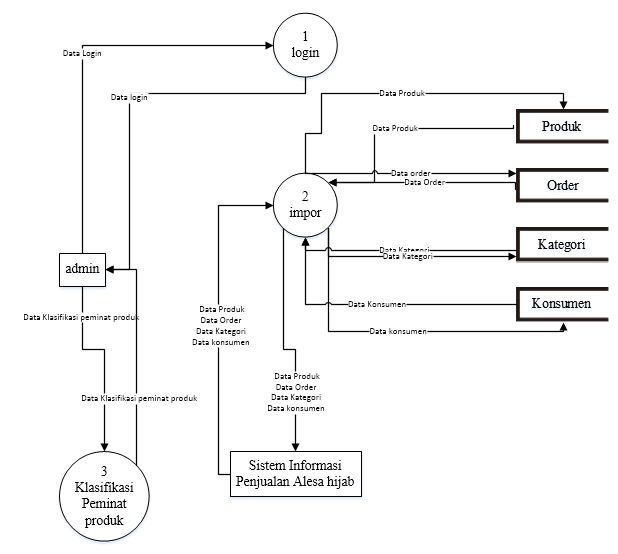 1
login
Data Login
Data login
Data Produk
Data Produk
Produk
Data order
Data Order
Order
2
impor
Data Kategori
Data Kategori
Kategori
admin
Data Konsumen
Konsumen
Data konsumen
Data Klasifikasi peminat produk
Data Produk
Data Order
Data Kategori
Data konsumen
Data Produk
Data Order
Data Kategori
Data konsumen
Data Klasifikasi peminat produk
3
Klasifikasi
Peminat
produk
Sistem Informasi
Penjualan Alesa hijab